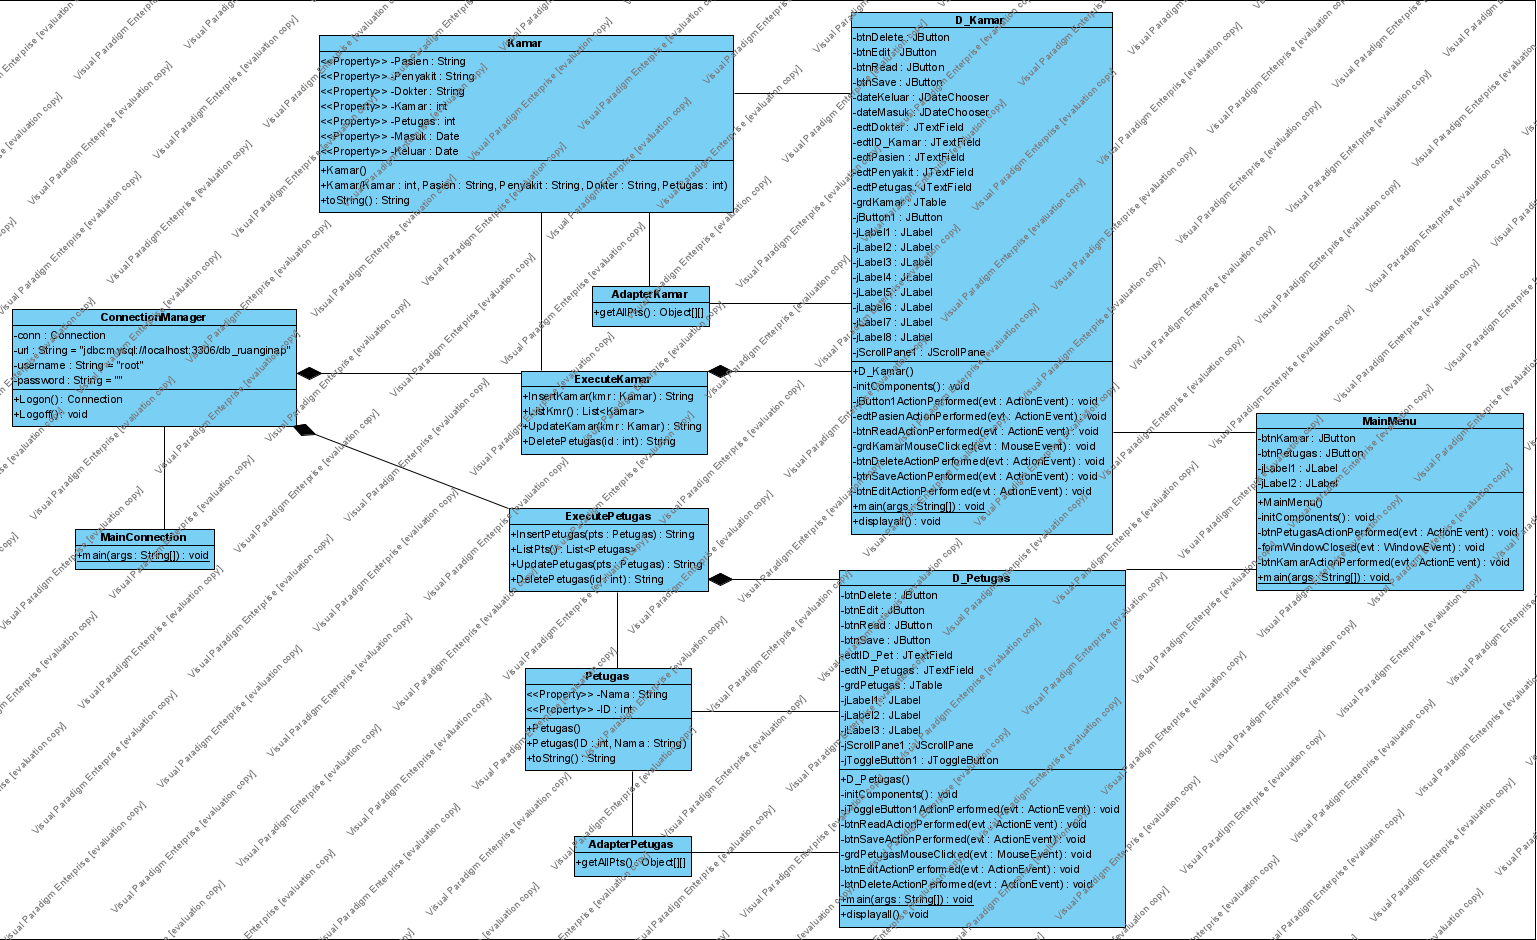 Kamar
<<Property>> -Pasien : String
<<Property>> -Penyakit : String
<<Property>> -Dokter : String
<<Property>> -Kamar : int
<<Property>> -Petugas : int
<<Property>> -Masuk : Date
<<Property>> -Keluar : Date
+Kamar()
+Kamar(Kamar : int, Pasien : String, Penyakit : String, Dokter : String, Petugas : int)
+toString() : String
D_Kamar
-btnDelete : JButton
-btnEdit : JButton
-btnRead : JButton
-btnSave : JButton
-dateKeluar : JDateChooser
-dateMasuk : JDateChooser
-edtDokter : JTextField
-edtID_Kamar : JTextField
-edtPasien : JTextField
-edtPenyakit : JTextField
-edtPetugas : JTextField
-grdKamar : JTable
-jButton1 : JButton
-jLabel1 : JLabel
-jLabel2 : JLabel
-jLabel3 : JLabel
-jLabel4 : JLabel
-jLabel5 : JLabel
-jLabel6 : JLabel
-jLabel7 : JLabel
-jLabel8 : JLabel
-jScrollPane1 : JScrollPane
+D_Kamar()
-initComponents() : void
-jButton1ActionPerformed(evt : ActionEvent) : void
-edtPasienActionPerformed(evt : ActionEvent) : void
-btnReadActionPerformed(evt : ActionEvent) : void
-grdKamarMouseClicked(evt : MouseEvent) : void
-btnDeleteActionPerformed(evt : ActionEvent) : void
-btnSaveActionPerformed(evt : ActionEvent) : void
-btnEditActionPerformed(evt : ActionEvent) : void
+main(args : String[]) : void
+displayall() : void
AdapterKamar
+getAllPts() : Object[][]
ConnectionManager
-conn : Connection
-url : String = "jdbc:mysql://localhost:3306/db_ruanginap"
-username : String = "root"
-password : String = ""
+Logon() : Connection
+Logoff() : void
ExecuteKamar
+InsertKamar(kmr : Kamar) : String
+ListKmr() : List<Kamar>
+UpdateKamar(kmr : Kamar) : String
+DeletePetugas(id : int) : String
MainMenu
-btnKamar : JButton
-btnPetugas : JButton
-jLabel1 : JLabel
-jLabel2 : JLabel
+MainMenu()
-initComponents() : void
-btnPetugasActionPerformed(evt : ActionEvent) : void
-formWindowClosed(evt : WindowEvent) : void
-btnKamarActionPerformed(evt : ActionEvent) : void
+main(args : String[]) : void
MainConnection
+main(args : String[]) : void
ExecutePetugas
+InsertPetugas(pts : Petugas) : String
+ListPts() : List<Petugas>
+UpdatePetugas(pts : Petugas) : String
+DeletePetugas(id : int) : String
D_Petugas
-btnDelete : JButton
-btnEdit : JButton
-btnRead : JButton
-btnSave : JButton
-edtID_Pet : JTextField
-edtN_Petugas : JTextField
-grdPetugas : JTable
-jLabel1 : JLabel
-jLabel2 : JLabel
-jLabel3 : JLabel
-jScrollPane1 : JScrollPane
-jToggleButton1 : JToggleButton
+D_Petugas()
-initComponents() : void
-jToggleButton1ActionPerformed(evt : ActionEvent) : void
-btnReadActionPerformed(evt : ActionEvent) : void
-btnSaveActionPerformed(evt : ActionEvent) : void
-grdPetugasMouseClicked(evt : MouseEvent) : void
-btnEditActionPerformed(evt : ActionEvent) : void
-btnDeleteActionPerformed(evt : ActionEvent) : void
+main(args : String[]) : void
+displayall() : void
Petugas
<<Property>> -Nama : String
<<Property>> -ID : int
+Petugas()
+Petugas(ID : int, Nama : String)
+toString() : String
AdapterPetugas
+getAllPts() : Object[][]
Visual Paradigm Enterprise [evaluation copy]